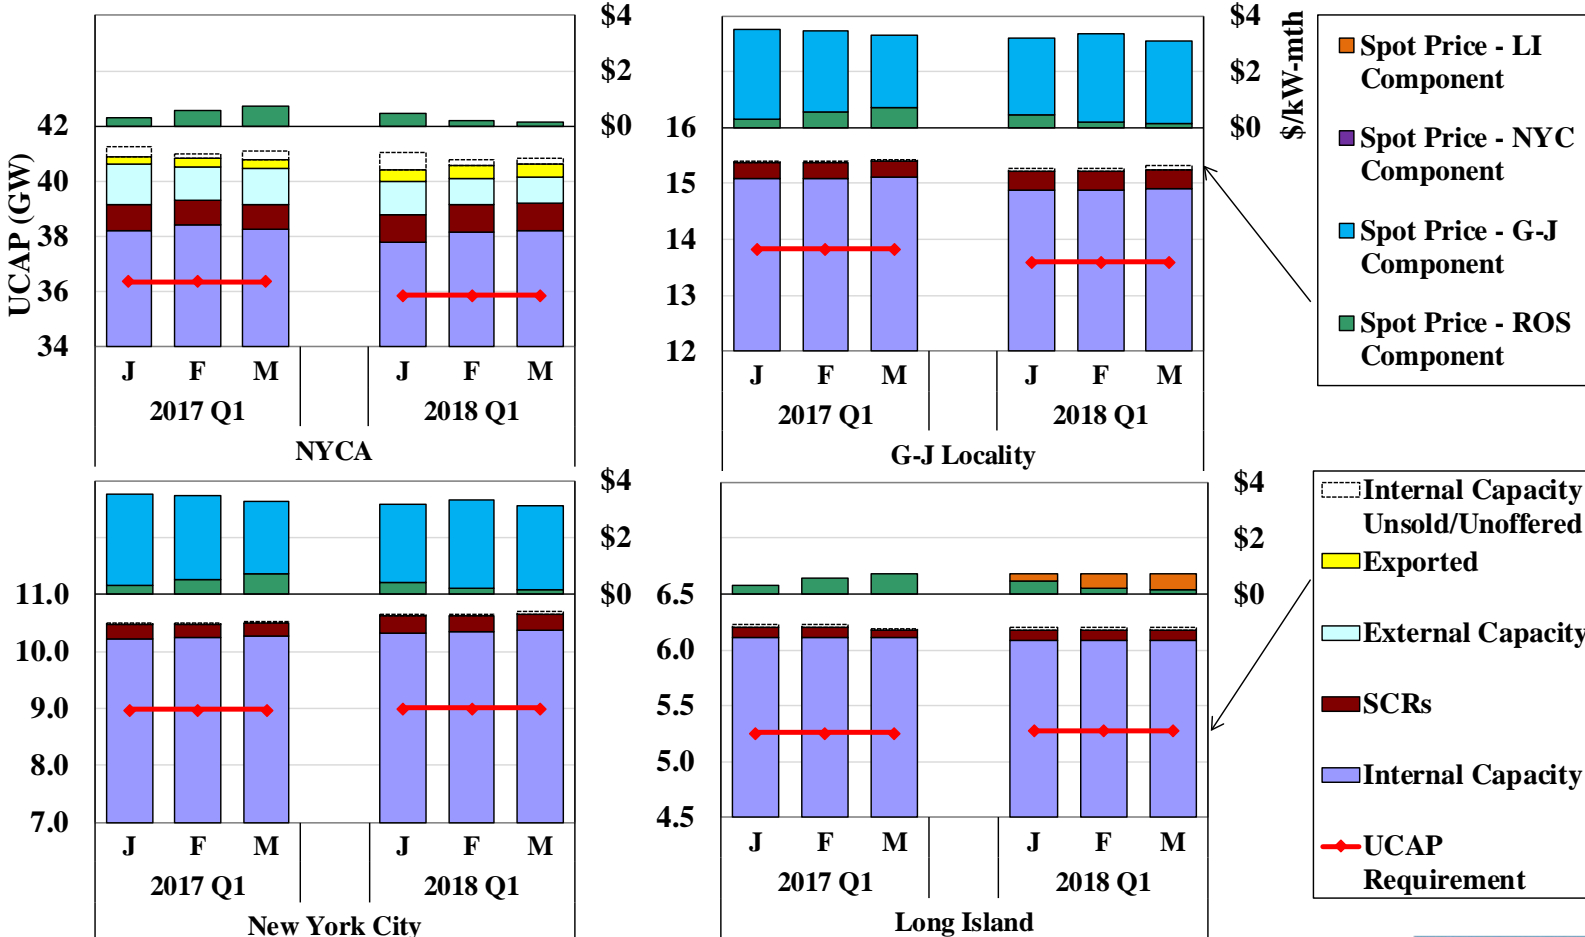 $4
$2
$0
42
40
38
36
34
UCAP (GW)
J F M J F M
2017 Q1 2018 Q1
NYCA
$4
$2
$0
$/kW-mth
16
15
14
13
12
J F M J F M
2017 Q1 2018 Q1
G-J Locality
Spot Price - LI
Component
Spot Price - NYC
Component
Spot Price - G-J
Component
Spot Price - ROS
Component
$4
$2
$0
11.0
10.0
9.0
8.0
7.0
J F M J F M
2017 Q1 2018 Q1
New York City
$4
$2
$0
6.5
6.0
5.5
5.0
4.5
J F M J F M
2017 Q1 2018 Q1
Long Island
Internal Capacity
Unsold/Unoffered
Exported
External Capacity
SCRs
Internal Capacity
UCAP
Requirement